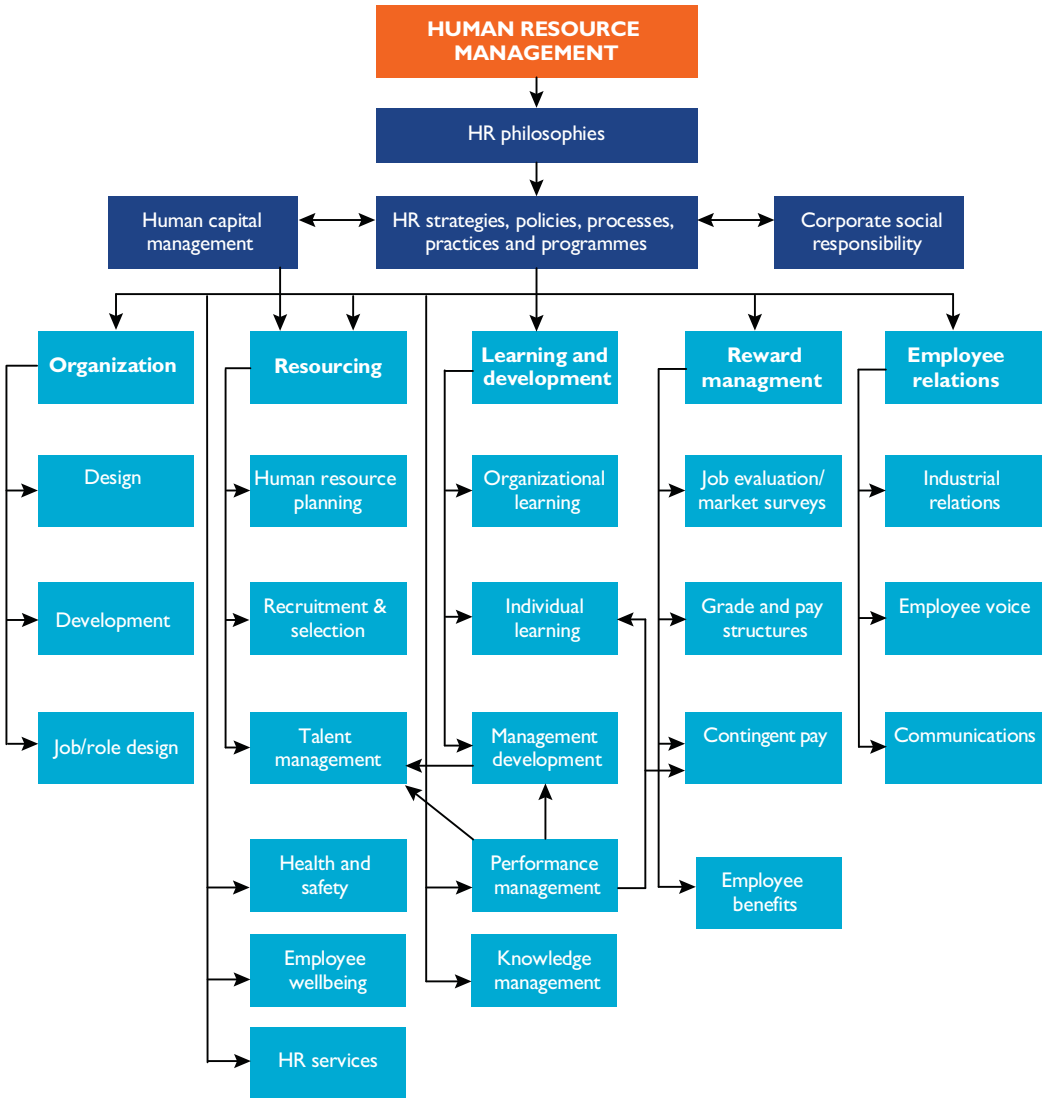 HUMAN RESOURCE
MANAGEMENT
HR philosophies
Human capital
management
HR strategies, policies, processes,
practices and programmes
Corporate social
responsibility
Organization
Resourcing
Learning and
development
Reward
managment
Employee
relations
Design
Human resource
planning
Organizational
learning
Job evaluation/
market surveys
Industrial
relations
Development
Recruitment &
selection
Individual
learning
Grade and pay
structures
Employee voice
Job/role design
Talent
management
Management
development
Contingent pay
Communications
Health and
safety
Performance
management
Employee
benefits
Employee
wellbeing
Knowledge
management
HR services